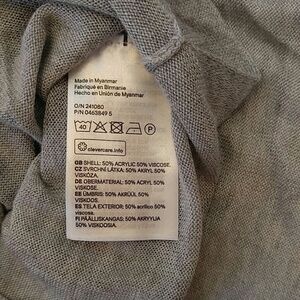 Made in Myanmar
Fabriqué en Birmanie
Hecho en Unión de Myanmar
O/N 241080
P/N 0463849 5
40
P
clevercare.info
GB SHELL: 50% ACRYLIC 50% VISCOSE.
CZ SVRCHNÍ LÁTKA: 50% AKRYL 50%
VISKÓZA.
DE OBERMATERIAL: 50% ACRYL 50%
VISKOSE.
EE ÜMBRIS: 50% AKRÜÜL 50%
VISKOOS.
ES TELA EXTERIOR: 50% acrílico 50%
VISCOSE.
FI PÄÄLLISKANGAS: 50% AKRYYLIA
50% VISKOOSIA.